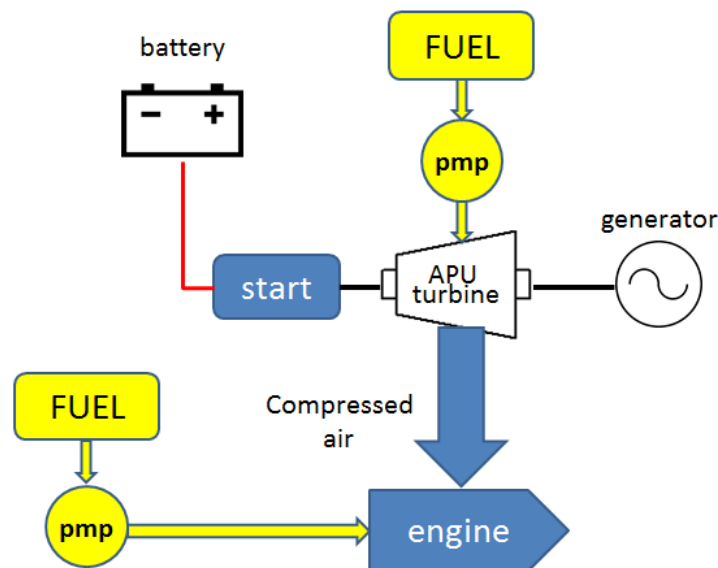 battery
FUEL
pmp
generator
APU
turbine
start
Compressed
air
FUEL
pmp
engine